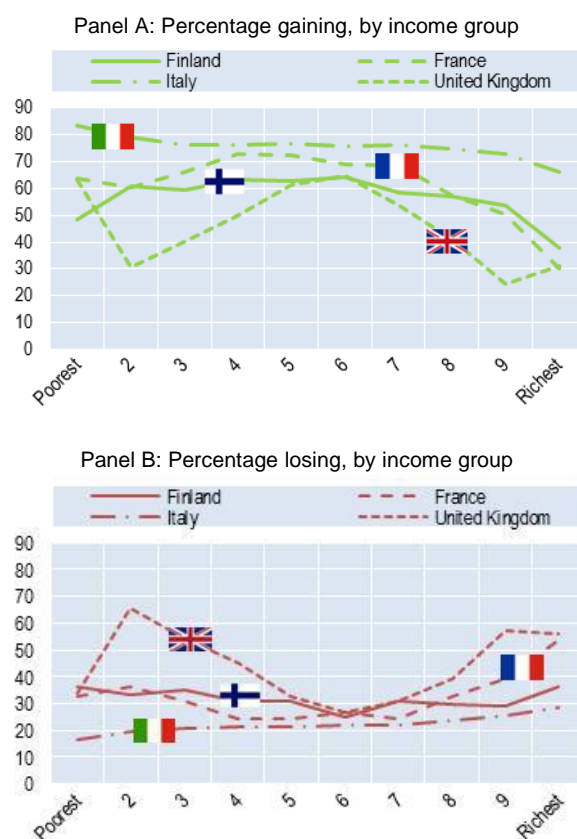 Panel A: Percentage gaining, by income group
Finland France
Italy United Kingdom
90
80
70
60
50
40
30
20
10
0
Poorest 2 3 4 5 6 7 8 9 Richest
Panel B: Percentage losing, by income group
Finland France
Italy United Kingdom
90
80
70
60
50
40
30
20
10
0
Poorest 2 3 4 5 6 7 8 9 Richest